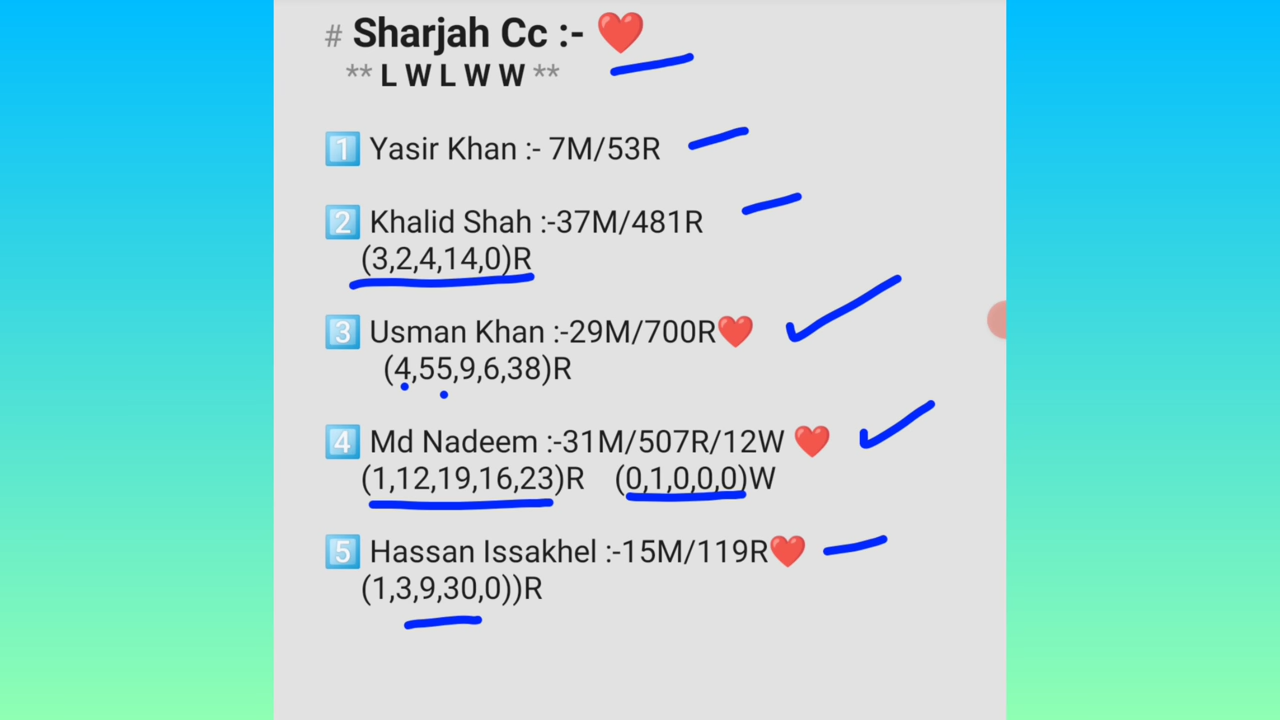 # Sharjah Cc :- ❤️
** L W L W W **
1️⃣ Yasir Khan :- 7M/53R
2️⃣ Khalid Shah :-37M/481R
(3,2,4,14,0)R
3️⃣ Usman Khan :-29M/700R❤️
(4,55,9,6,38)R
4️⃣ Md Nadeem :-31M/507R/12W ❤️
(1,12,19,16,23)R (0,1,0,0,0)W
5️⃣ Hassan Issakhel :-15M/119R❤️
(1,3,9,30,0))R